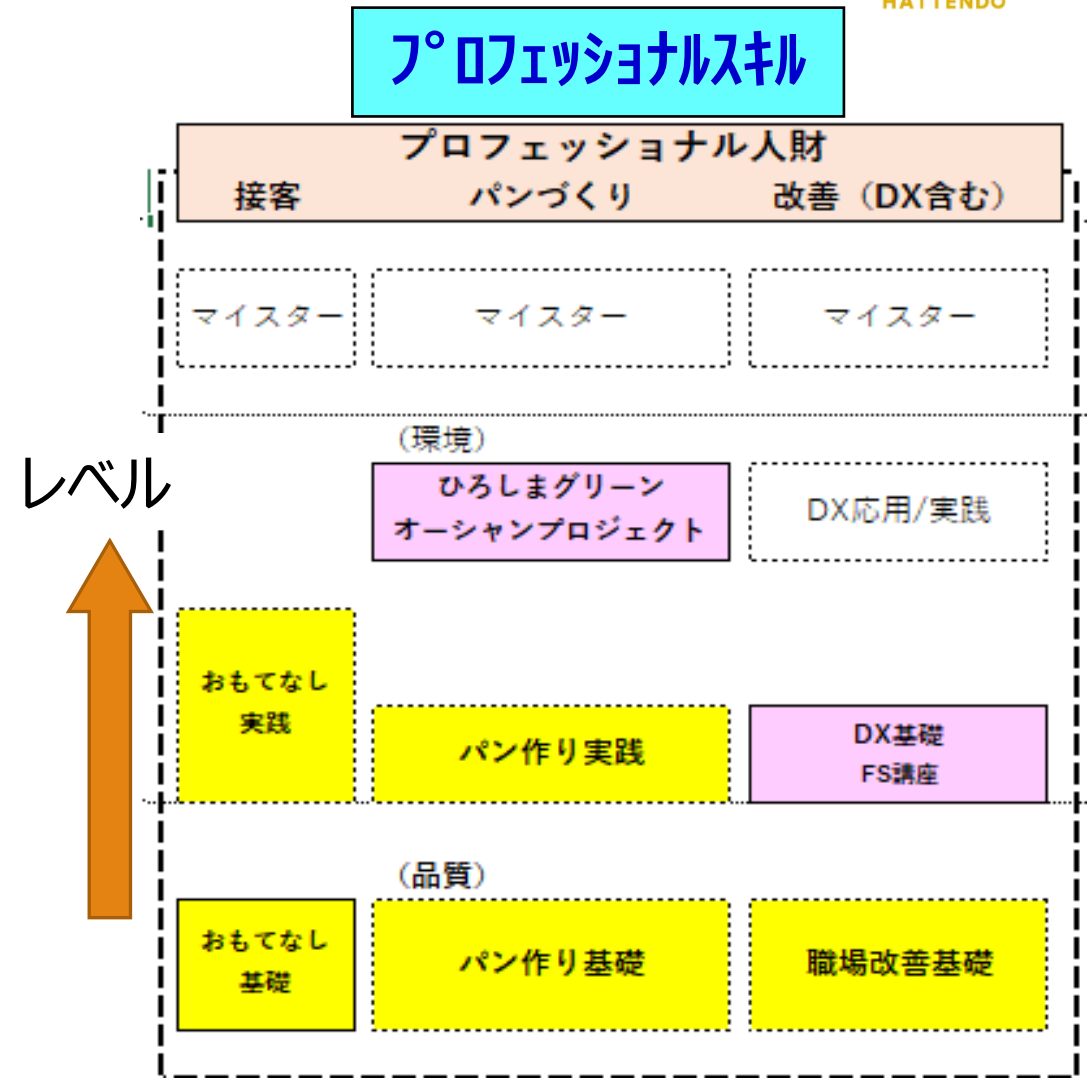 HATTENDO
プロフェッショナルスキル
プロフェッショナル人財
接客 パンづくり 改善（DX含む）
マイスター マイスター マイスター
（環境）
レベル
ひろしまグリーン
オーシャンプロジェクト
DX応用/実践
おもてなし
実践
パン作り実践
DX基礎
FS講座
（品質）
おもてなし
基礎
パン作り基礎
職場改善基礎